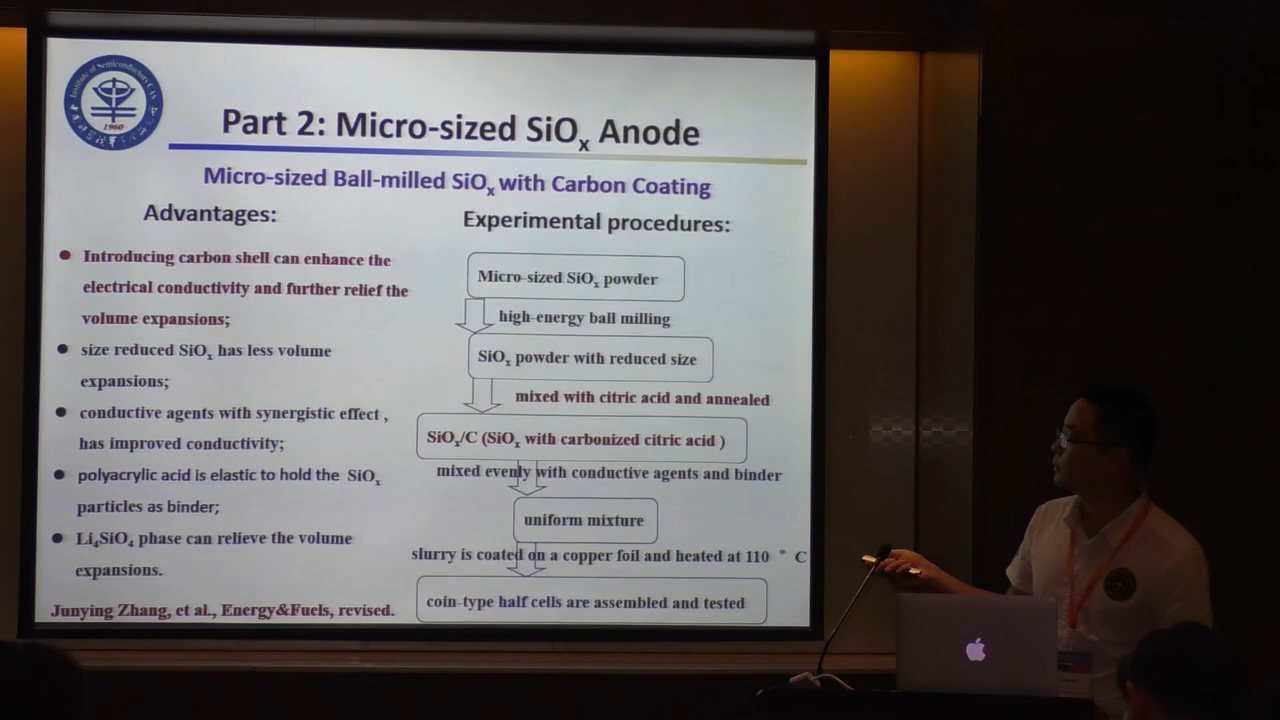 Institute of Semiconductors CAS
1960
Part 2: Micro-sized SiOx Anode
Micro-sized Ball-milled SiOx with Carbon Coating
Advantages:
Introducing carbon shell can enhance the
electrical conductivity and further relief the
volume expansions;
size reduced SiOx has less volume
expansions;
conductive agents with synergistic effect ,
has improved conductivity;
polyacrylic acid is elastic to hold the SiOx
particles as binder;
Li4SiO4 phase can relieve the volume
expansions.
Junying Zhang, et al., Energy&Fuels, revised.
Experimental procedures:
Micro-sized SiOx powder
high-energy ball milling
SiOx powder with reduced size
mixed with citric acid and annealed
SiOx/C (SiOx with carbonized citric acid )
mixed evenly with conductive agents and binder
uniform mixture
slurry is coated on a copper foil and heated at 110 ° C
coin-type half cells are assembled and tested